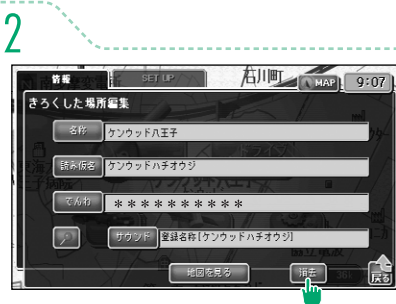 2
情報 SET UP 石川町 MAP 9:07
きろくした場所編集
名称 ケンウッド八王子
読み仮名 ケンウッドハチオウジ
でんわ **********
サウンド 登録名称[ケンウッドハチオウジ]
地図を見る 消去 戻る